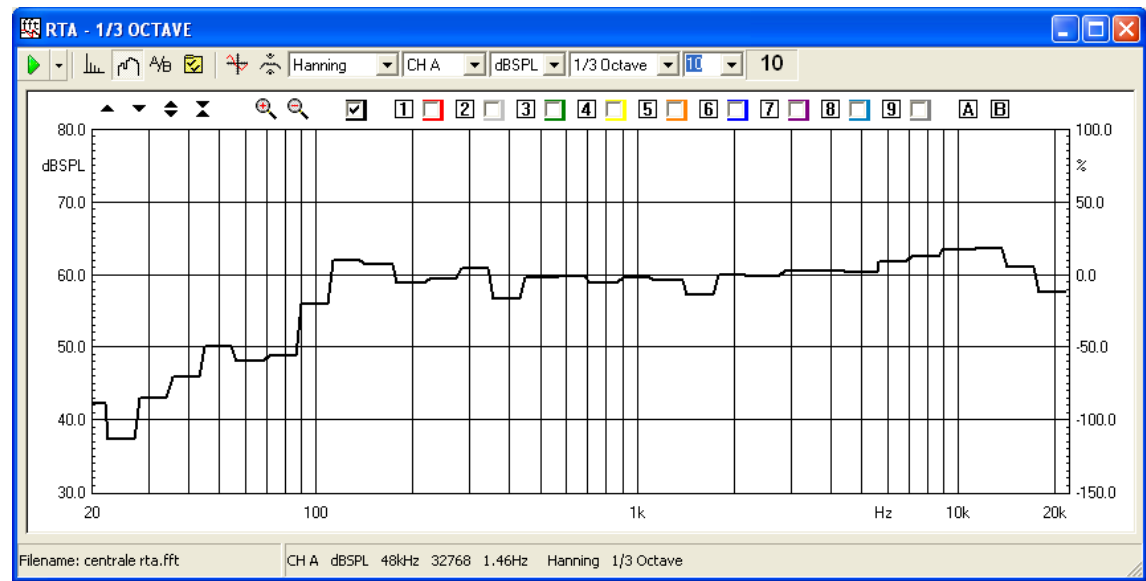 RTA - 1/3 OCTAVE
A/B Hanning CH A dBSPL 1/3 Octave 10 10
1 2 3 4 5 6 7 8 9 A B
80.0 100.0
dBSPL %
70.0 50.0
60.0 0.0
50.0 -50.0
40.0 -100.0
30.0 -150.0
20 100 1k Hz 10k 20k
Filename: centrale rta.fft CH A dBSPL 48kHz 32768 1.46Hz Hanning 1/3 Octave